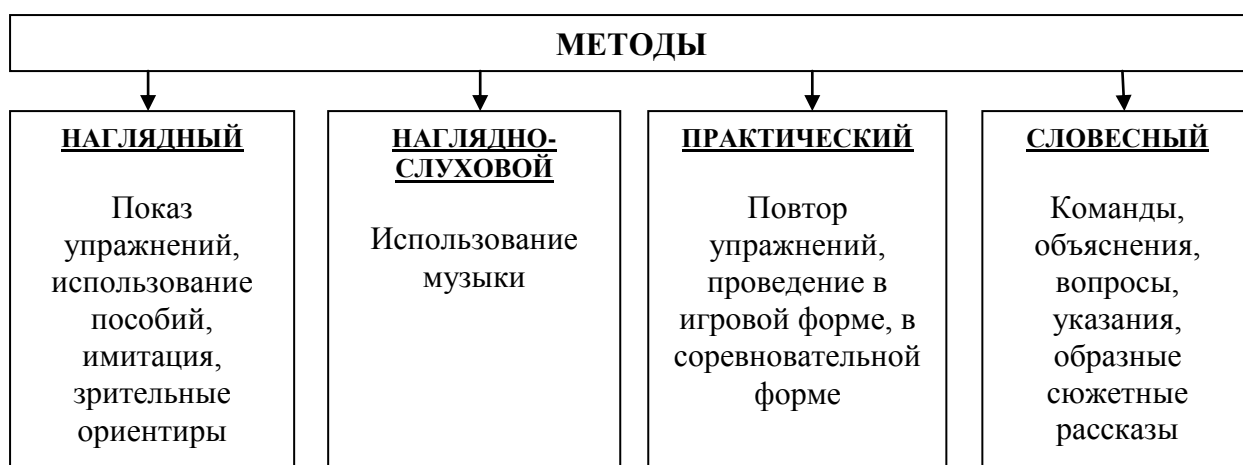 МЕТОДЫ
НАГЛЯДНЫЙ
Показ
упражнений,
использование
пособий,
имитация,
зрительные
ориентиры
НАГЛЯДНО-
СЛУХОВОЙ
Использование
музыки
ПРАКТИЧЕСКИЙ
Повтор
упражнений,
проведение в
игровой форме, в
соревновательной
форме
СЛОВЕСНЫЙ
Команды,
объяснения,
вопросы,
указания,
образные
сюжетные
рассказы